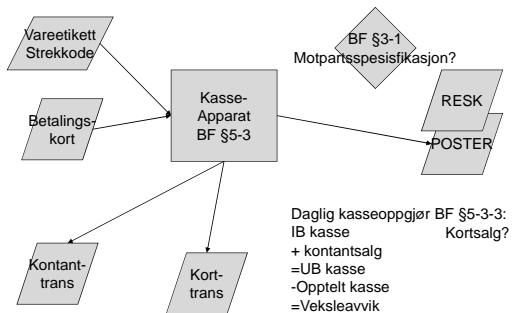 Vareetikett
Strekkode
BF §3-1
Motpartsspesisfikasjon?
Kasse-
Apparat
BF §5-3
RESK
Betalings-
kort
POSTER
Daglig kasseoppgjør BF §5-3-3:
IB kasse Kortsalg?
+ kontantsalg
=UB kasse
-Opptelt kasse
=Veksleavvik
Kontant-
trans
Kort-
trans